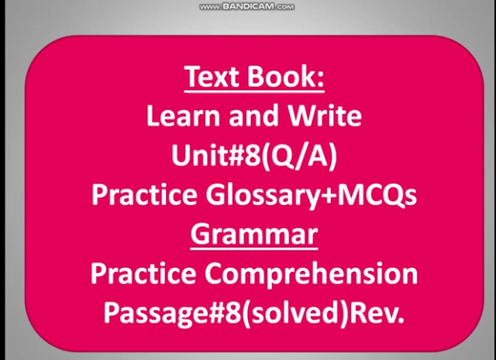 www.BANDICAM.com
Text Book:
Learn and Write
Unit#8(Q/A)
Practice Glossary+MCQs
Grammar
Practice Comprehension
Passage#8(solved)Rev.